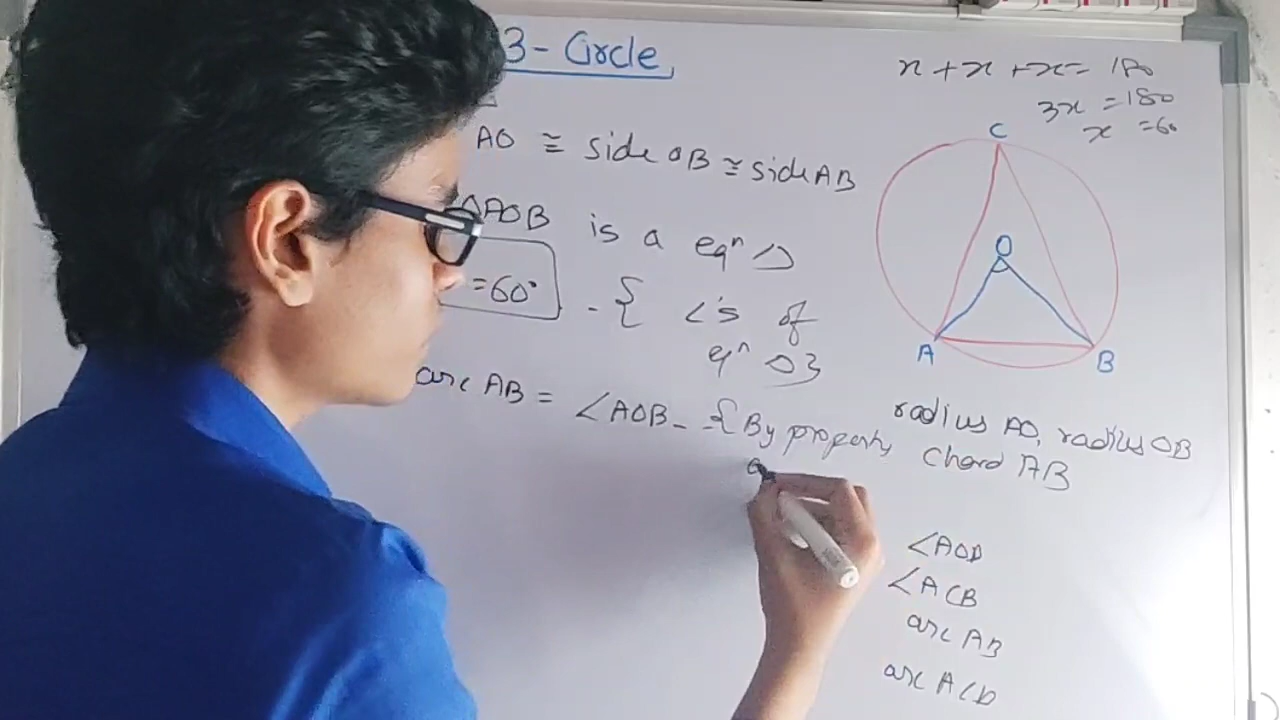 3 - Circle
AO ≅ side OB ≅ side AB
△AOB is a eqⁿ △
=60° - { ∠'s of
eqⁿ △}
arc AB = ∠AOB - - { By property
x + x + x = 180
3x = 180
x = 60
C
O
A
B
radius AO, radius OB
chord AB
∠AOB
∠ACB
arc AB
arc ACB